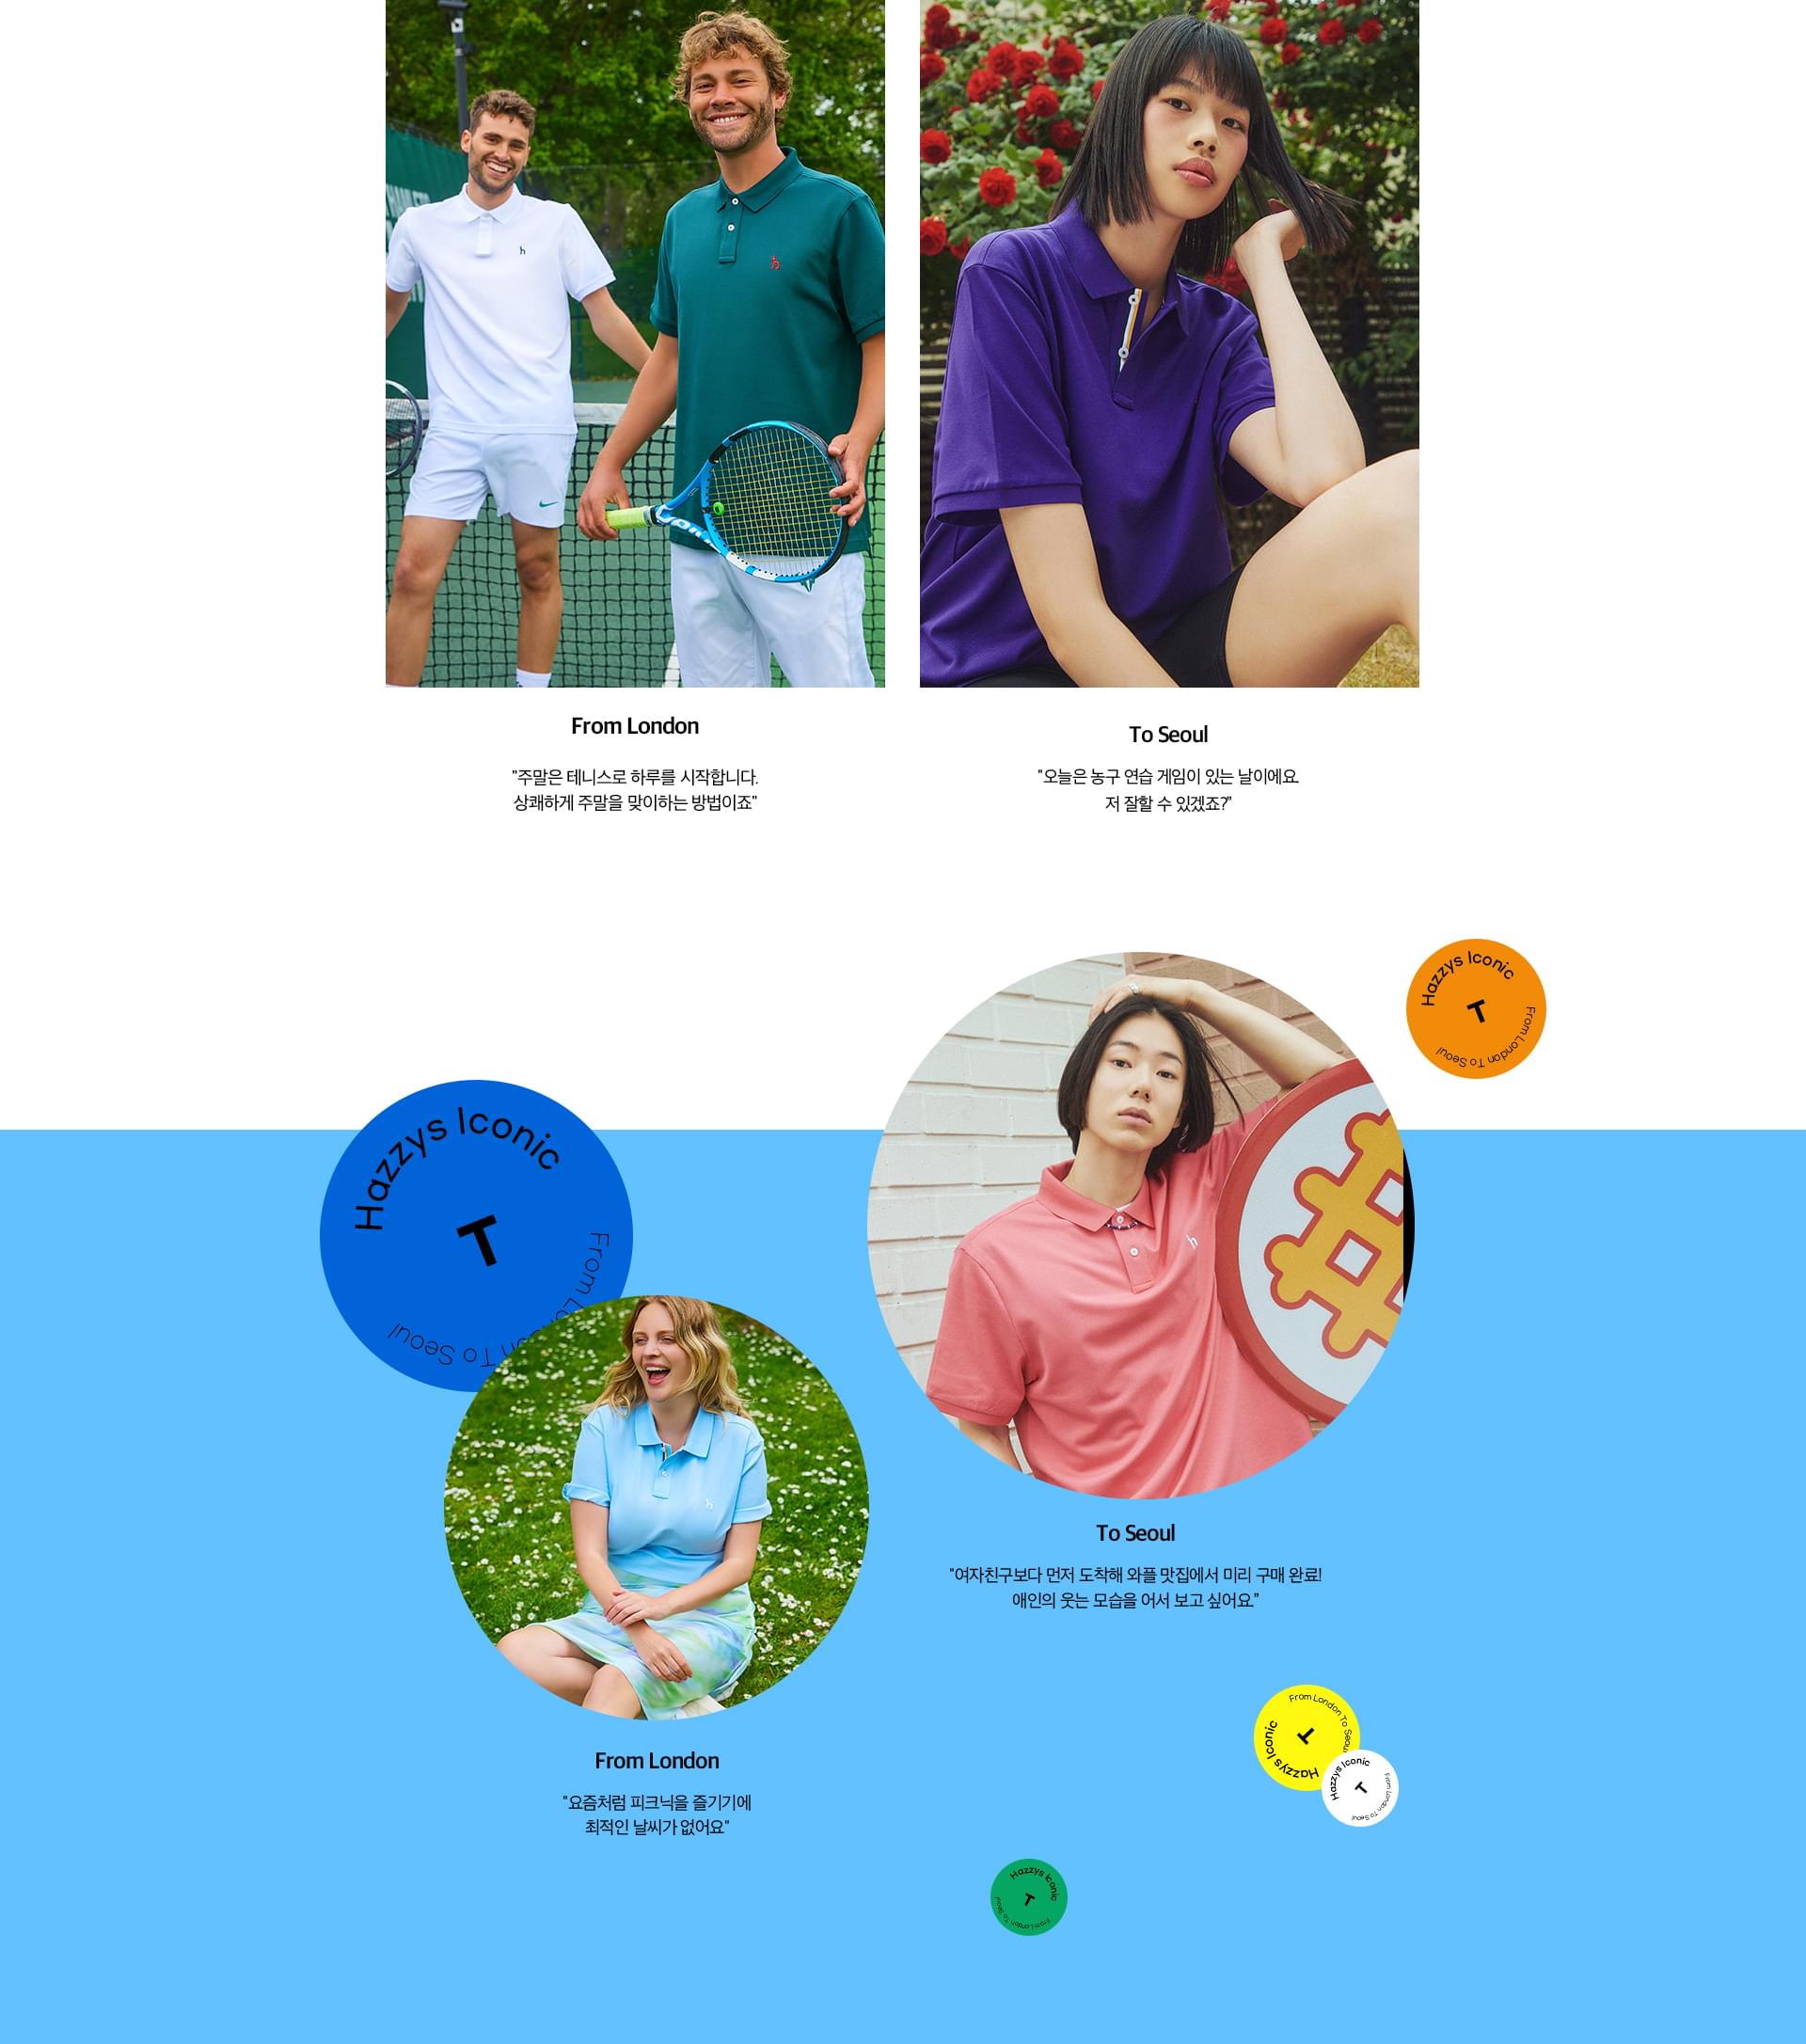 From London
"주말은 테니스로 하루를 시작합니다.
상쾌하게 주말을 맞이하는 방법이죠"
To Seoul
"오늘은 농구 연습 게임이 있는 날이에요.
저 잘할 수 있겠죠?"
Hazzys Iconic
T
From London To Seoul
Hazzys Iconic
T
From To Seoul
To Seoul
"여자친구보다 먼저 도착해 와플 맛집에서 미리 구매 완료!
애인의 웃는 모습을 어서 보고 싶어요."
From London
"요즘처럼 피크닉을 즐기기에
최적인 날씨가 없어요"
From London To Seoul
T
Hazzys Iconic
Hazzys Iconic
T
From London To Seoul
Hazzys Iconic
T
From London To Seoul